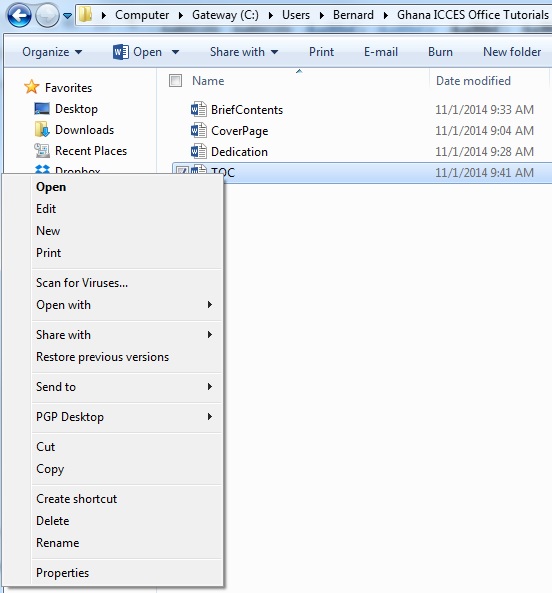 Computer Gateway (C:) Users Bernard Ghana ICCES Office Tutorials
Organize Open Share with Print E-mail Burn New folder
Name Date modified
Favorites
Desktop
Downloads
Recent Places
Dropbox
BriefContents 11/1/2014 9:33 AM
CoverPage 11/1/2014 9:04 AM
Dedication 11/1/2014 9:28 AM
TOC 11/1/2014 9:41 AM
Open
Edit
New
Print
Scan for Viruses...
Open with
Share with
Restore previous versions
Send to
PGP Desktop
Cut
Copy
Create shortcut
Delete
Rename
Properties